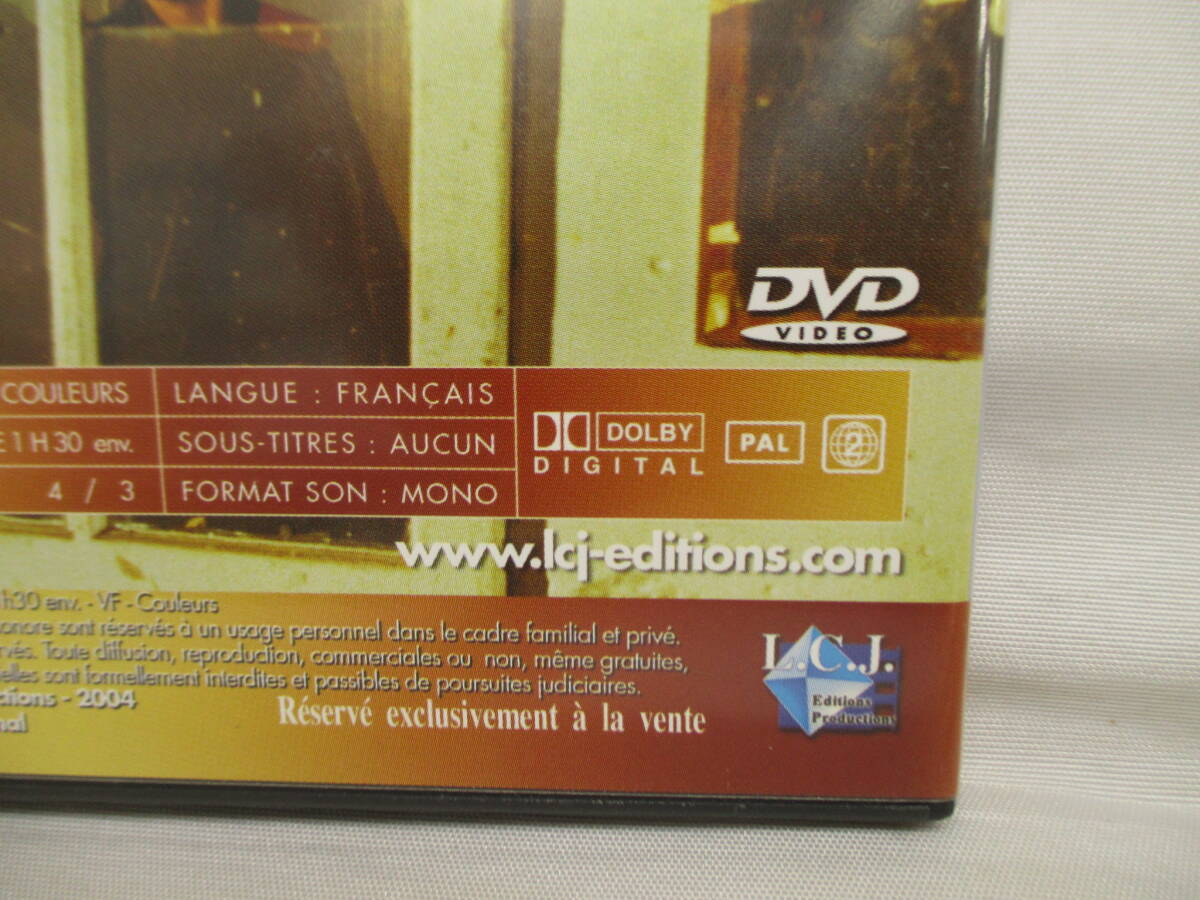 DVD
VIDEO
COULEURS
LANGUE : FRANÇAIS
1 H 30 env.
SOUS-TITRES : AUCUN
4 / 3
FORMAT SON : MONO
DOLBY
DIGITAL
PAL
2
www.lcj-editions.com
h30 env. - VF - Couleurs
sont réservés à un usage personnel dans le cadre familial et privé.
Toute diffusion, reproduction, commerciales ou non, même gratuites,
elles sont formellement interdites et passibles de poursuites judiciaires.
- 2004
Réservé exclusivement à la vente
L.C.J.
Editions
Productions